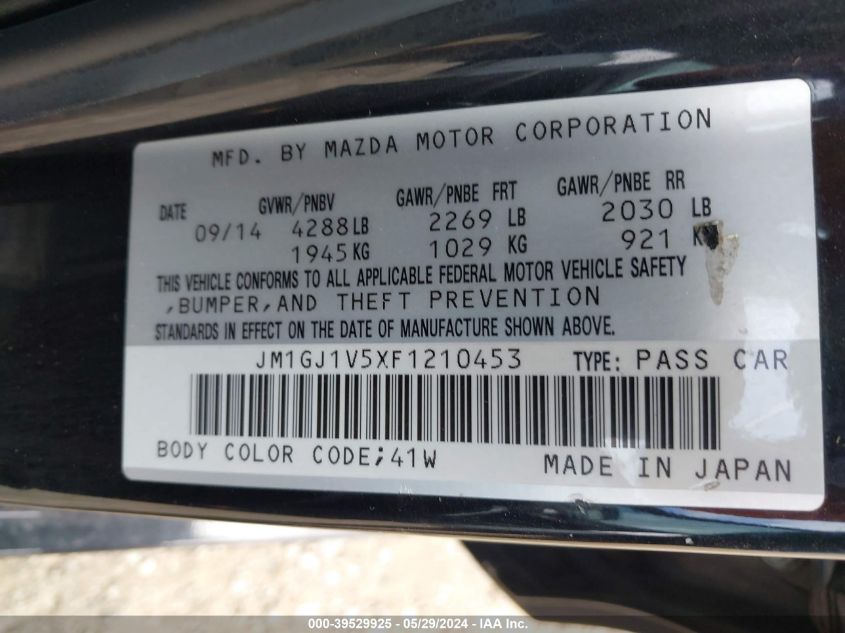 MFD. BY MAZDA MOTOR CORPORATION
DATE GVWR/PNBV GAWR/PNBE FRT GAWR/PNBE RR
09/14 4288LB 2269 LB 2030 LB
1945KG 1029 KG 921 KG
THIS VEHICLE CONFORMS TO ALL APPLICABLE FEDERAL MOTOR VEHICLE SAFETY
,BUMPER,AND THEFT PREVENTION
STANDARDS IN EFFECT ON THE DATE OF MANUFACTURE SHOWN ABOVE.
JM1GJ1V5XF1210453 TYPE: PASS CAR
BODY COLOR CODE;41W MADE IN JAPAN
000-39529925 - 05/29/2024 - IAA Inc.